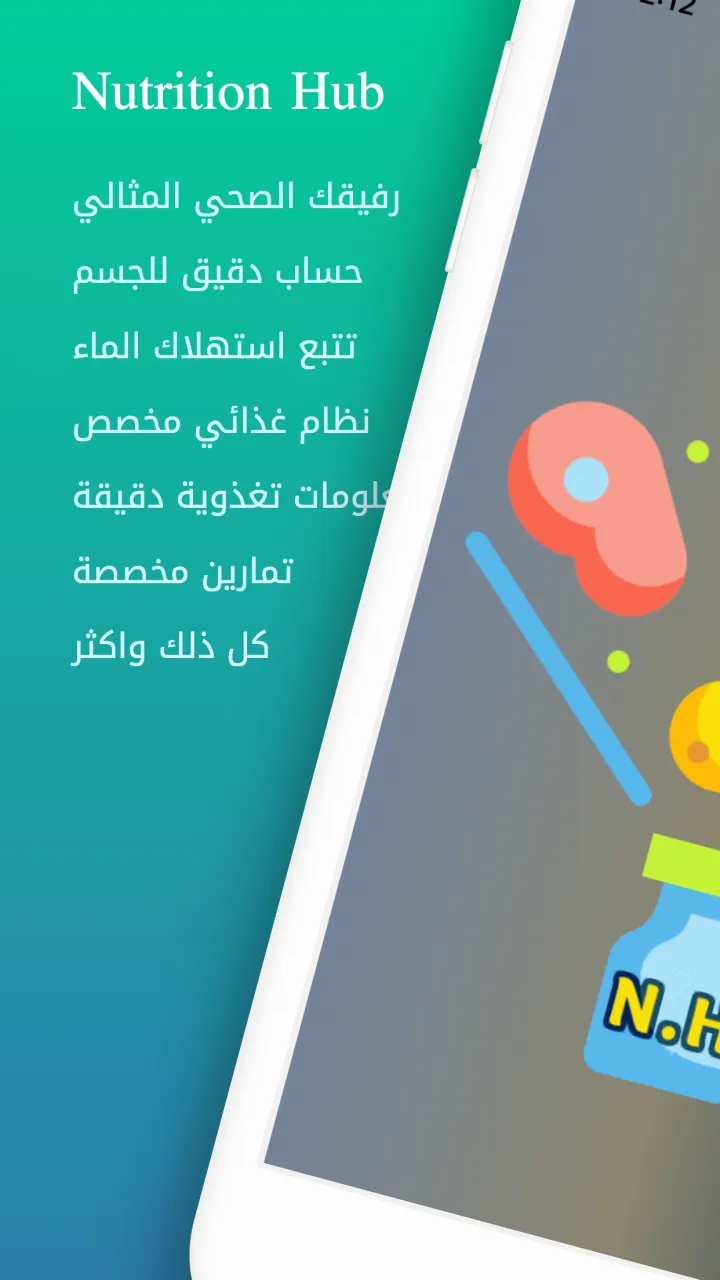 Nutrition Hub
رفيقك الصحي المثالي
حساب دقيق للجسم
تتبع استهلاك الماء
نظام غذائي مخصص
تغذوية دقيقة
تمارين مخصصة
كل ذلك واكثر